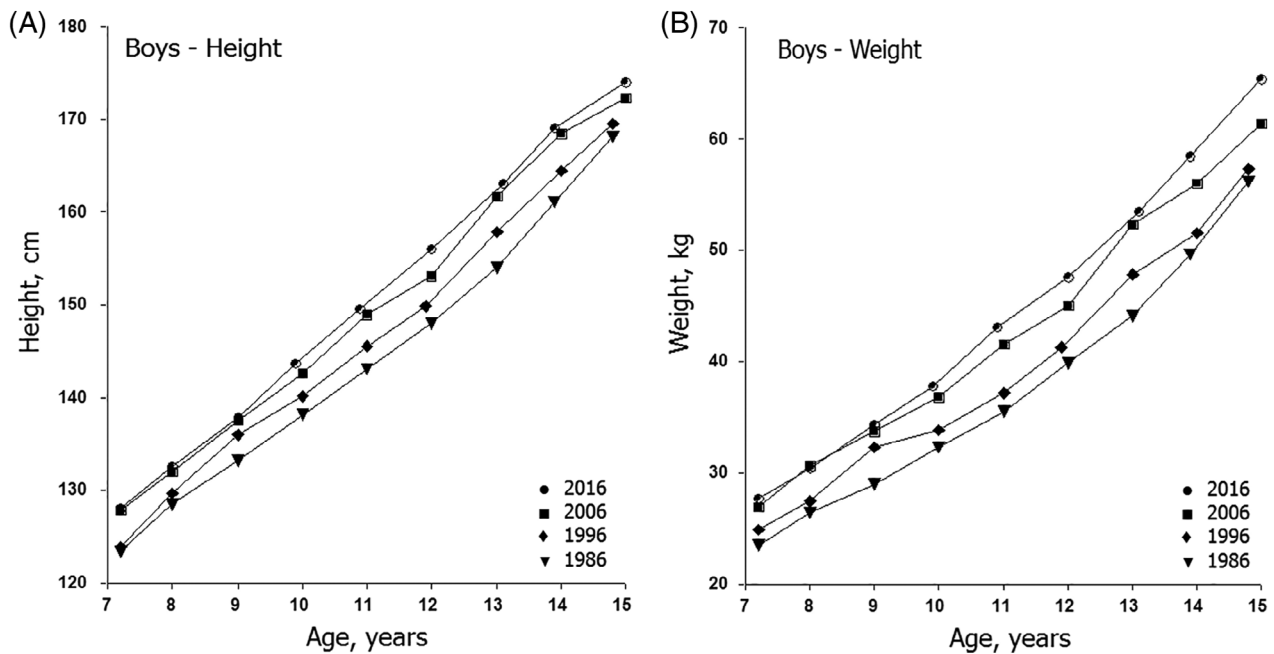 (A)
Boys - Height
Height, cm
180
170
160
150
140
130
120
7 8 9 10 11 12 13 14 15
Age, years
2016
2006
1996
1986
(B)
Boys - Weight
Weight, kg
70
60
50
40
30
20
7 8 9 10 11 12 13 14 15
Age, years
2016
2006
1996
1986